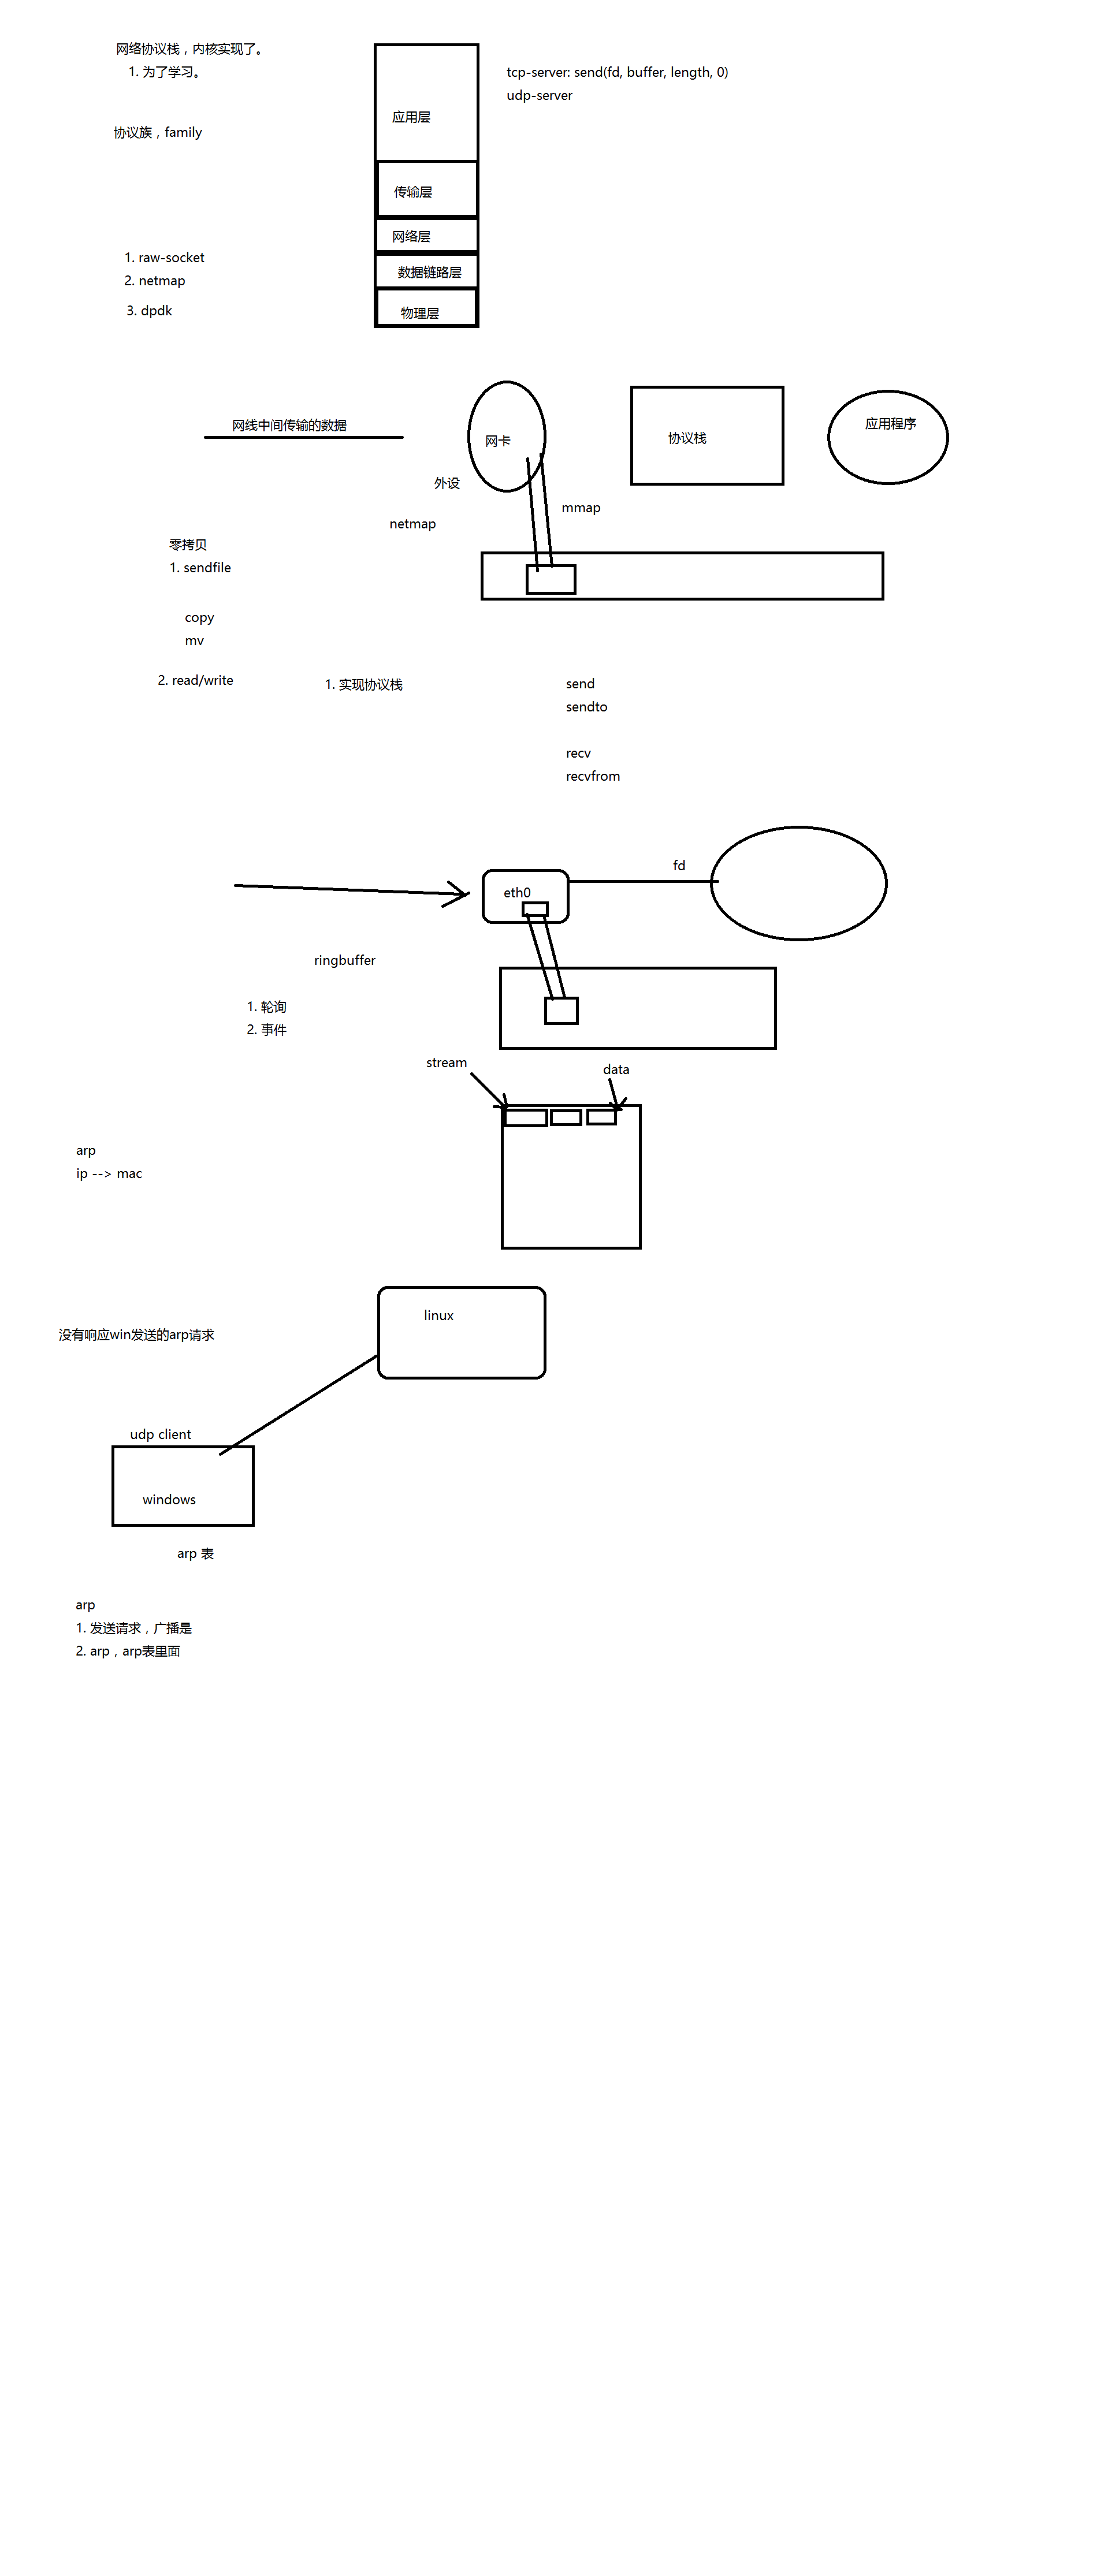 网络协议栈，内核实现了。
1. 为了学习。
tcp-server: send(fd, buffer, length, 0)
udp-server
应用层
协议族，family
传输层
网络层
1. raw-socket
数据链路层
2. netmap
3. dpdk
物理层
网线中间传输的数据
网卡
协议栈
应用程序
外设
mmap
netmap
零拷贝
1. sendfile
copy
mv
2. read/write
1. 实现协议栈
send
sendto
recv
recvfrom
fd
eth0
ringbuffer
1. 轮询
2. 事件
stream
data
arp
ip --> mac
linux
没有响应win发送的arp请求
udp client
windows
arp 表
arp
1. 发送请求，广播是
2. arp，arp表里面